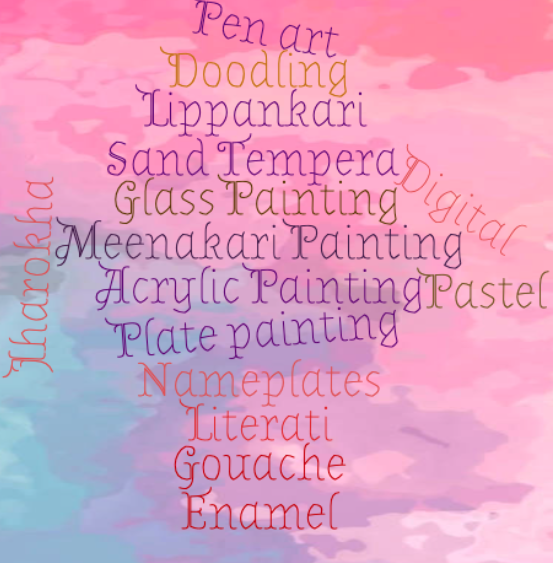 Pen art
Doodling
Lippankari
Sand Tempera
Digital
Glass Painting
Jharokha
Meenakari Painting
Acrylic Painting
Pastel
Plate painting
Nameplates
Literati
Gouache
Enamel